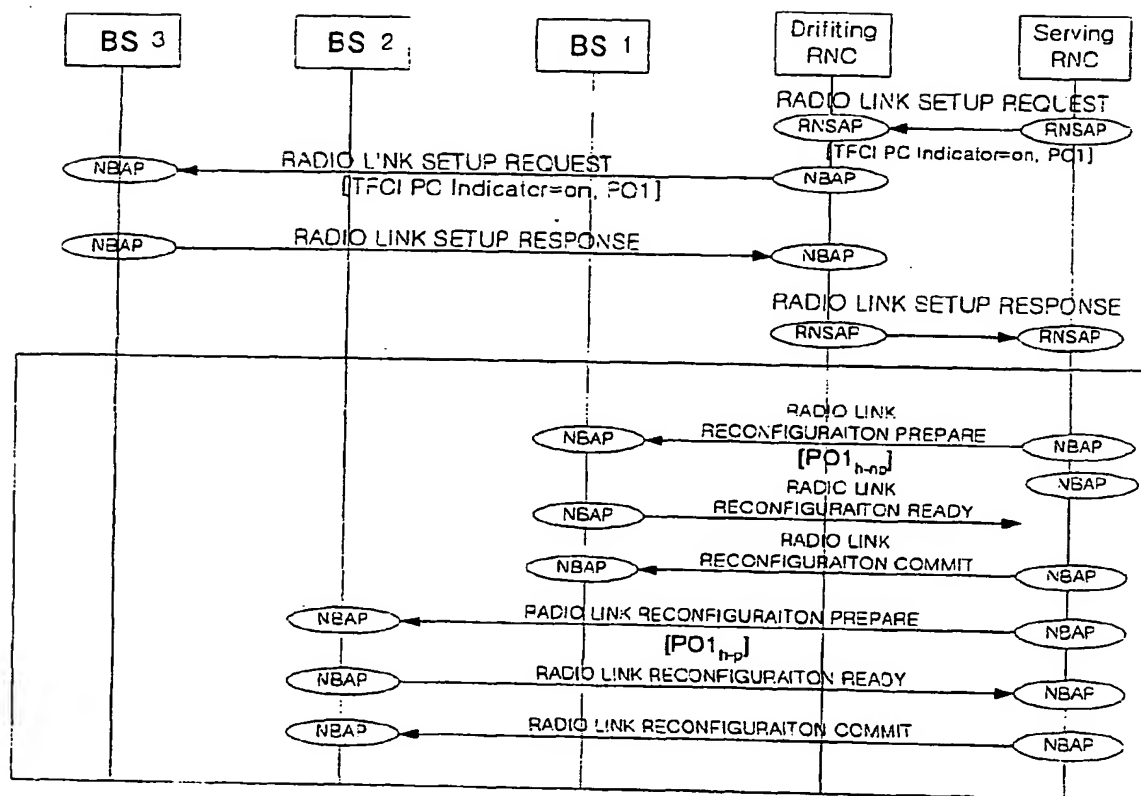 BS 3
BS 2
BS 1
Drifiting
RNC
Serving
RNC
RADIO LINK SETUP REQUEST
RNSAP
RNSAP
[TFCI PC Indicator=on, PO1]
RADIO LINK SETUP REQUEST
NBAP
NBAP
[TFCI PC Indicator=on, PO1]
NBAP
RADIO LINK SETUP RESPONSE
NBAP
RADIO LINK SETUP RESPONSE
RNSAP
RNSAP
RADIO LINK
RECONFIGURAITON PREPARE
NBAP
NBAP
[PO1h-np]
NBAP
RADIO LINK
RECONFIGURAITON READY
NBAP
RADIO LINK
RECONFIGURAITON COMMIT
NBAP
NBAP
RADIO LINK RECONFIGURAITON PREPARE
NBAP
NBAP
[PO1h-p]
RADIO LINK RECONFIGURAITON READY
NBAP
NBAP
RADIO LINK RECONFIGURAITON COMMIT
NBAP
NBAP